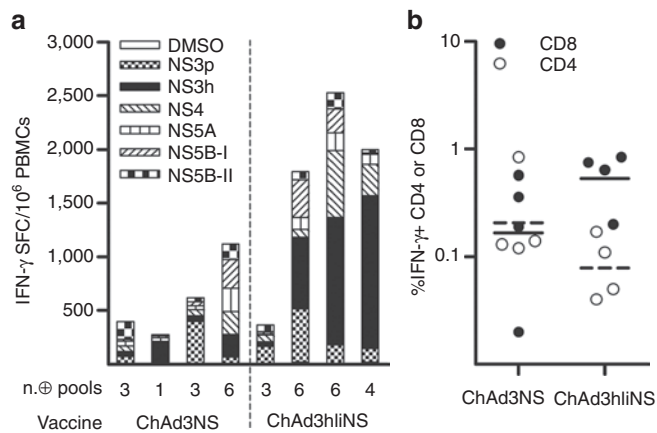 a
3,000
2,500
2,000
1,500
1,000
500
IFN-γ SFC/10⁶ PBMCs
DMSO
NS3p
NS3h
NS4
NS5A
NS5B-I
NS5B-II
n.⊕ pools 3 1 3 6 3 6 6 4
Vaccine ChAd3NS ChAd3hliNS
b
10
1
0.1
%IFN-γ+ CD4 or CD8
CD8
CD4
ChAd3NS ChAd3hliNS